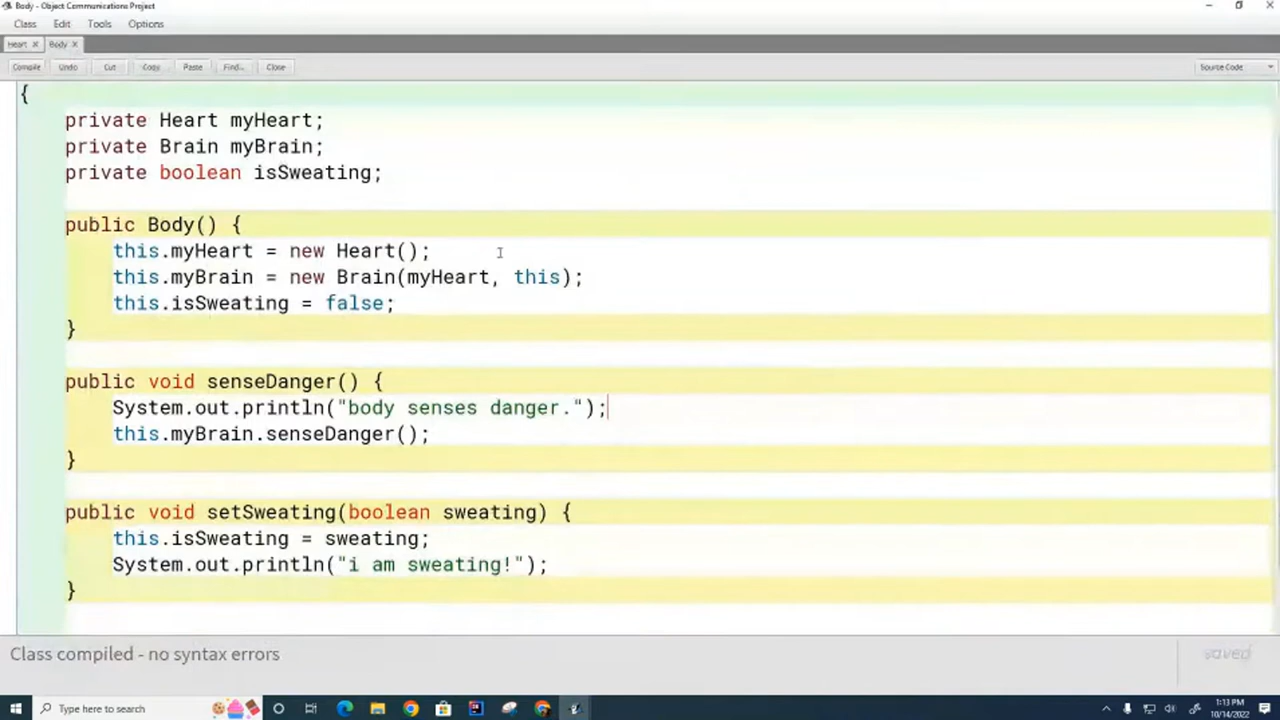 Body - Object Communications Project
Class Edit Tools Options
Heart × Body ×
Compile Undo Cut Copy Paste Find... Close Source Code
{
private Heart myHeart;
private Brain myBrain;
private boolean isSweating;
public Body() {
this.myHeart = new Heart();
this.myBrain = new Brain(myHeart, this);
this.isSweating = false;
}
public void senseDanger() {
System.out.println("body senses danger.");
this.myBrain.senseDanger();
}
public void setSweating(boolean sweating) {
this.isSweating = sweating;
System.out.println("i am sweating!");
}
Class compiled - no syntax errors
saved
Type here to search
1:13 PM
10/14/2022